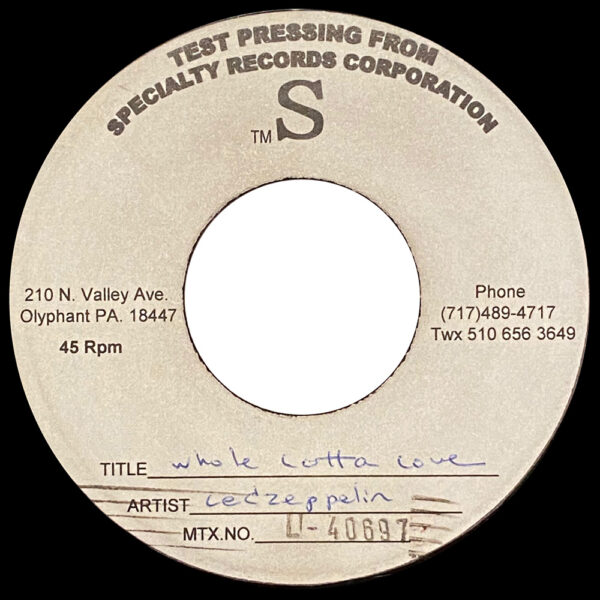 TEST PRESSING FROM
SPECIALTY RECORDS CORPORATION
TM S
210 N. Valley Ave.
Olyphant PA. 18447
45 Rpm
Phone
(717)489-4717
Twx 510 656 3649
TITLE whole Lotta Love
ARTIST Ledzeppelin
MTX.NO. U-40697